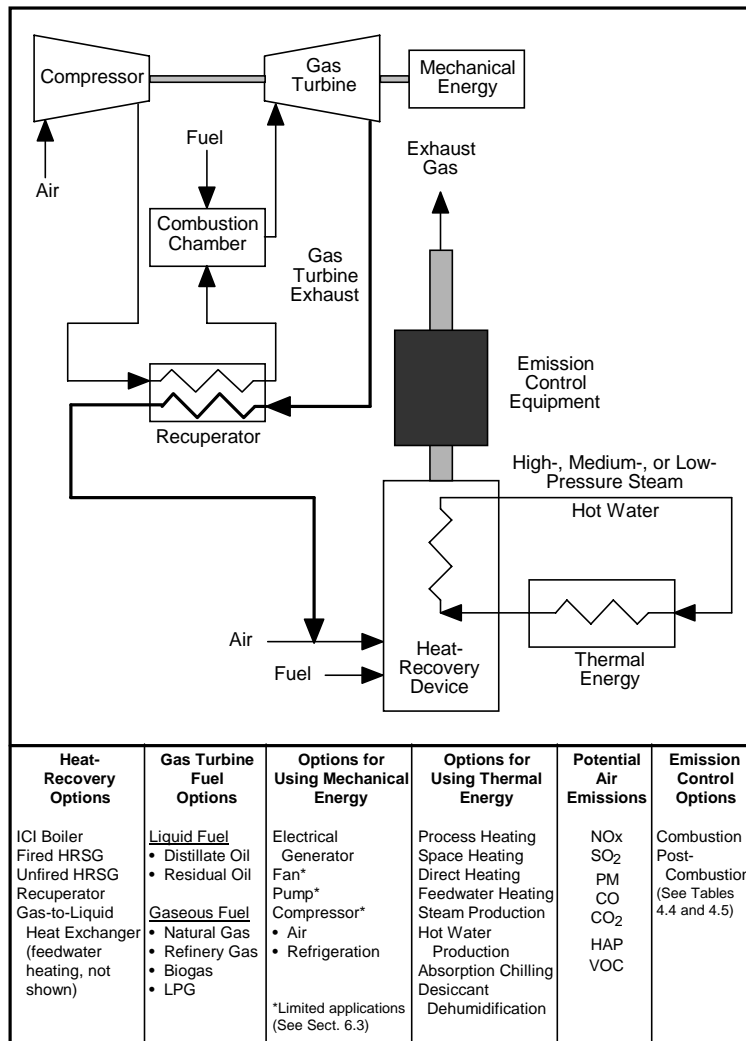 Compressor
Gas
Turbine
Mechanical
Energy
Air
Fuel
Exhaust
Gas
Combustion
Chamber
Gas
Turbine
Exhaust
Recuperator
Emission
Control
Equipment
High-, Medium-, or Low-
Pressure Steam
Hot Water
Air
Fuel
Heat-
Recovery
Device
Thermal
Energy
Heat-
Recovery
Options
ICI Boiler
Fired HRSG
Unfired HRSG
Recuperator
Gas-to-Liquid
Heat Exchanger
(feedwater
heating, not
shown)
Gas Turbine
Fuel
Options
Liquid Fuel
• Distillate Oil
• Residual Oil
Gaseous Fuel
• Natural Gas
• Refinery Gas
• Biogas
• LPG
Options for
Using Mechanical
Energy
Electrical
Generator
Fan*
Pump*
Compressor*
• Air
• Refrigeration
*Limited applications
(See Sect. 6.3)
Options for
Using Thermal
Energy
Process Heating
Space Heating
Direct Heating
Feedwater Heating
Steam Production
Hot Water
Production
Absorption Chilling
Desiccant
Dehumidification
Potential
Air
Emissions
NOx
SO2
PM
CO
CO2
HAP
VOC
Emission
Control
Options
Combustion
Post-
Combustion
(See Tables
4.4 and 4.5)